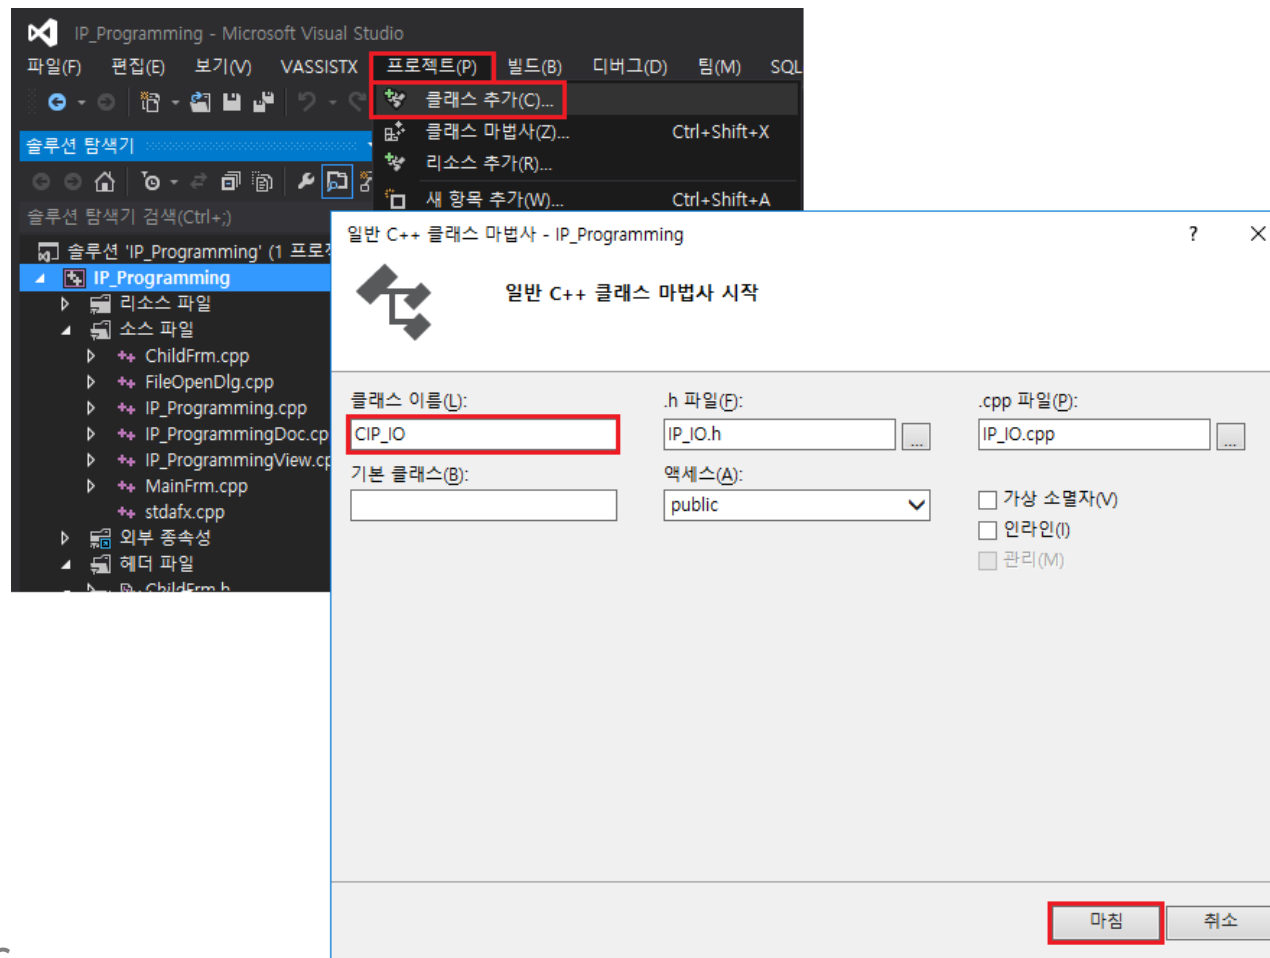 IP_Programming - Microsoft Visual Studio
파일(F) 편집(E) 보기(V) VASSISTX 프로젝트(P) 빌드(B) 디버그(D) 팀(M) SQL
클래스 추가(C)...
클래스 마법사(Z)... Ctrl+Shift+X
리소스 추가(R)...
새 항목 추가(W)... Ctrl+Shift+A
솔루션 탐색기
솔루션 탐색기 검색(Ctrl+;)
솔루션 'IP_Programming' (1 프로젝
IP_Programming
리소스 파일
소스 파일
ChildFrm.cpp
FileOpenDlg.cpp
IP_Programming.cpp
IP_ProgrammingDoc.cp
IP_ProgrammingView.cp
MainFrm.cpp
stdafx.cpp
외부 종속성
헤더 파일
ChildFrm.h
일반 C++ 클래스 마법사 - IP_Programming ?
일반 C++ 클래스 마법사 시작
클래스 이름(L): .h 파일(F): .cpp 파일(P):
CIP_IO IP_IO.h ... IP_IO.cpp ...
기본 클래스(B): 액세스(A):
public
가상 소멸자(V)
인라인(I)
관리(M)
마침 취소